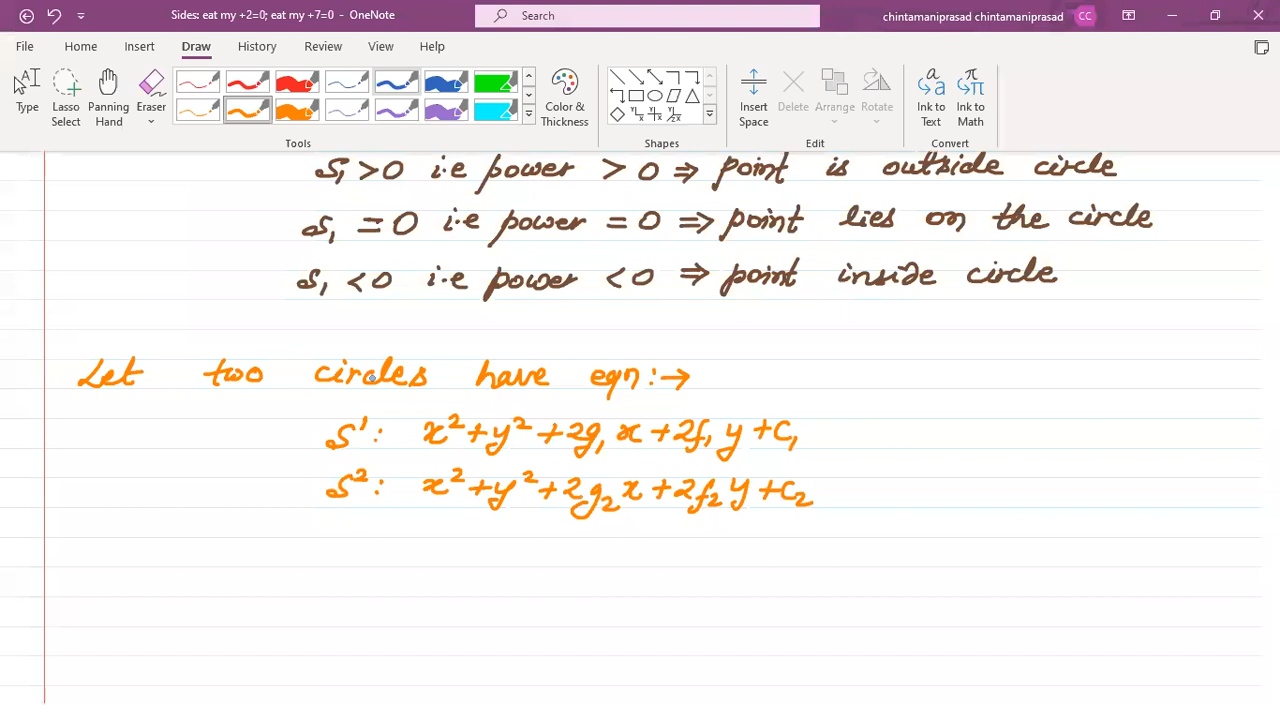 Sides: eat my +2=0; eat my +7=0 - OneNote
Search
chintamaniprasad chintamaniprasad CC
File Home Insert Draw History Review View Help
Type Lasso Select Panning Hand Eraser Color & Thickness Insert Space Delete Arrange Rotate Ink to Text Ink to Math
Tools Shapes Edit Convert
S₁ > 0 i.e power > 0 ⇒ point is outside circle
S₁ = 0 i.e power = 0 ⇒ point lies on the circle
S₁ < 0 i.e power < 0 ⇒ point inside circle
Let two circles have eqn:→
S¹: x²+y²+2g₁x+2f₁y+C₁
S²: x²+y²+2g₂x+2f₂y+C₂